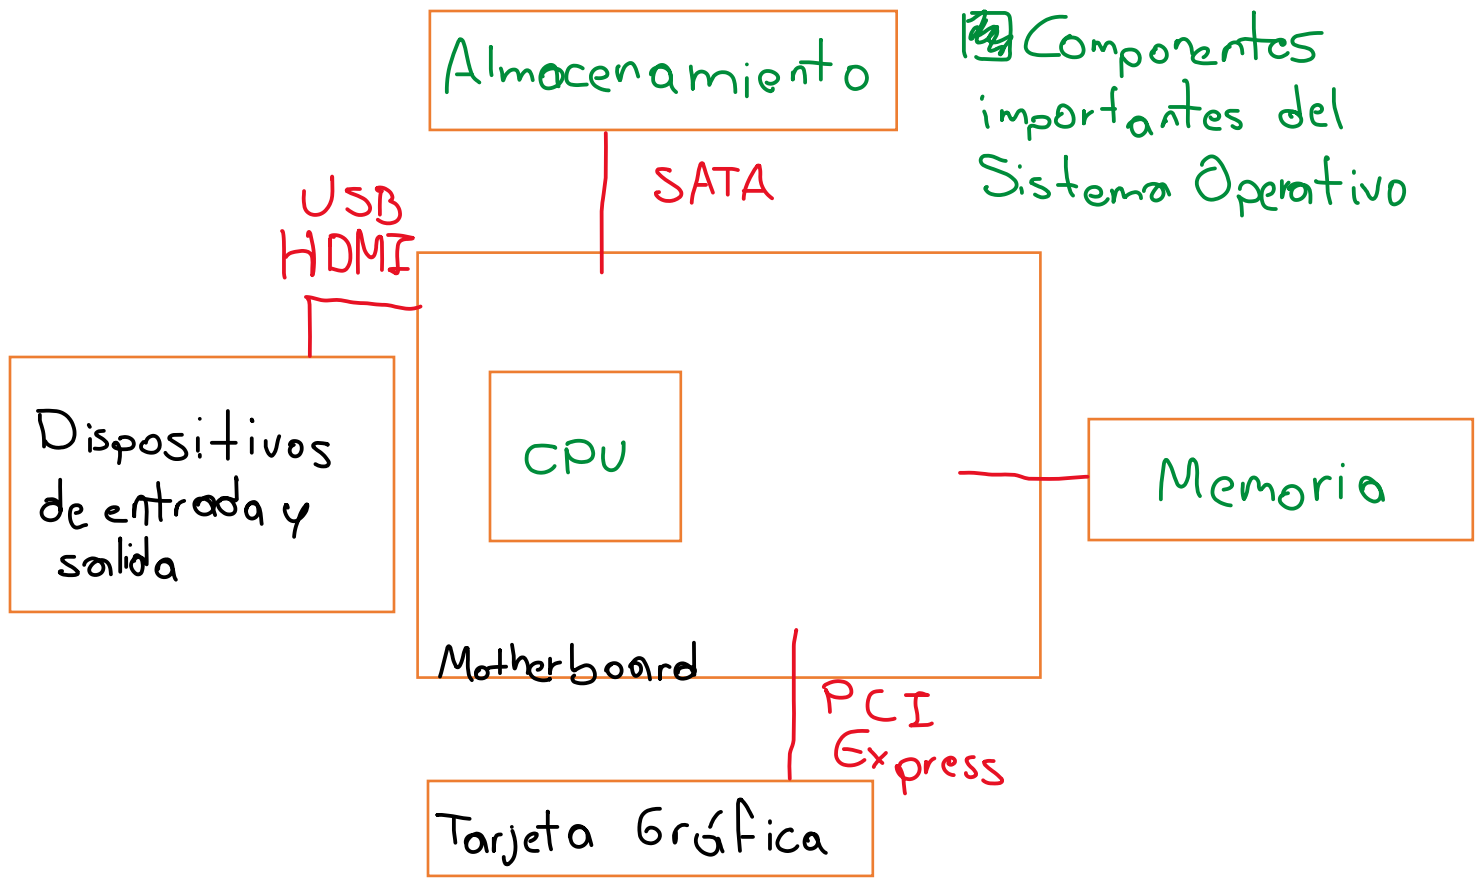 Almacenamiento
Componentes
importantes del
Sistema Operativo
SATA
USB
HDMI
Dispositivos
de entrada y
salida
CPU
Memoria
Motherboard
PCI
Express
Tarjeta Gráfica